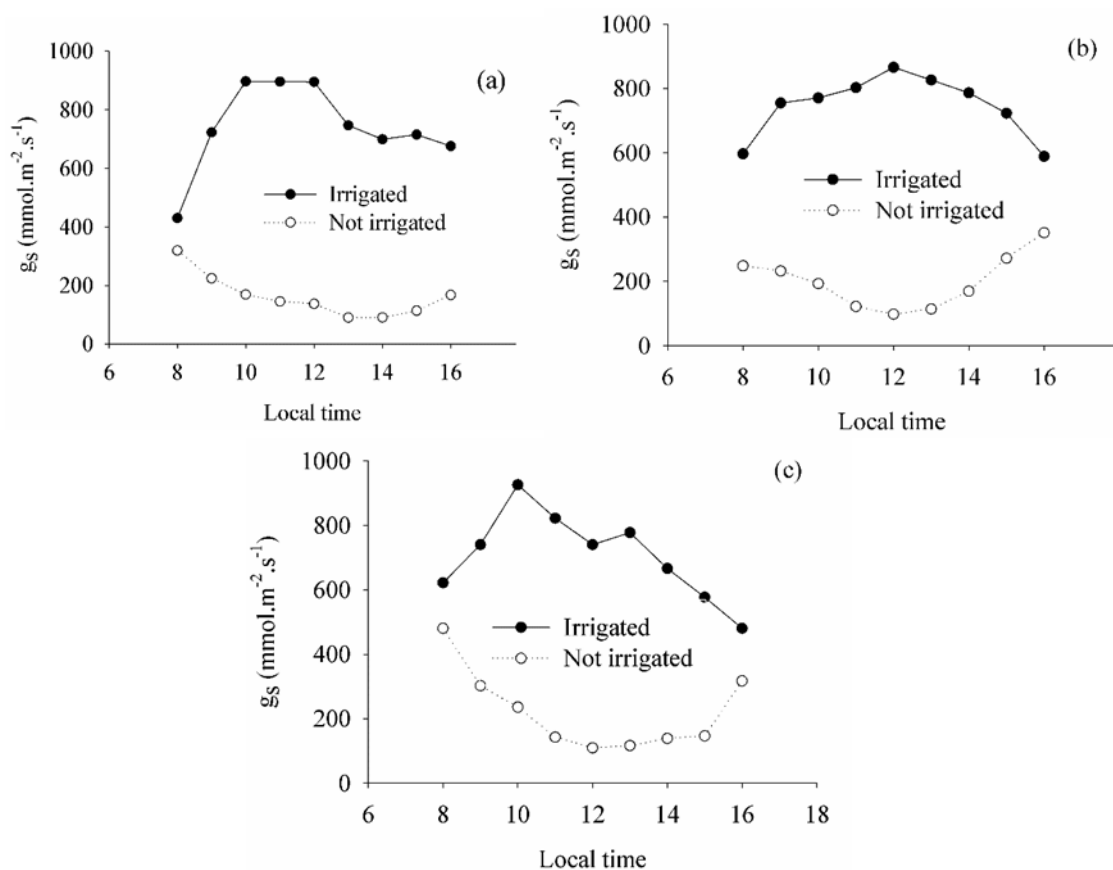 (a)
1000
800
600
400
200
0
gs (mmol.m-2.s-1)
Irrigated
Not irrigated
6 8 10 12 14 16
Local time
(b)
1000
800
600
400
200
0
gs (mmol.m-2.s-1)
Irrigated
Not irrigated
6 8 10 12 14 16
Local time
(c)
1000
800
600
400
200
0
gs (mmol.m-2.s-1)
Irrigated
Not irrigated
6 8 10 12 14 16 18
Local time